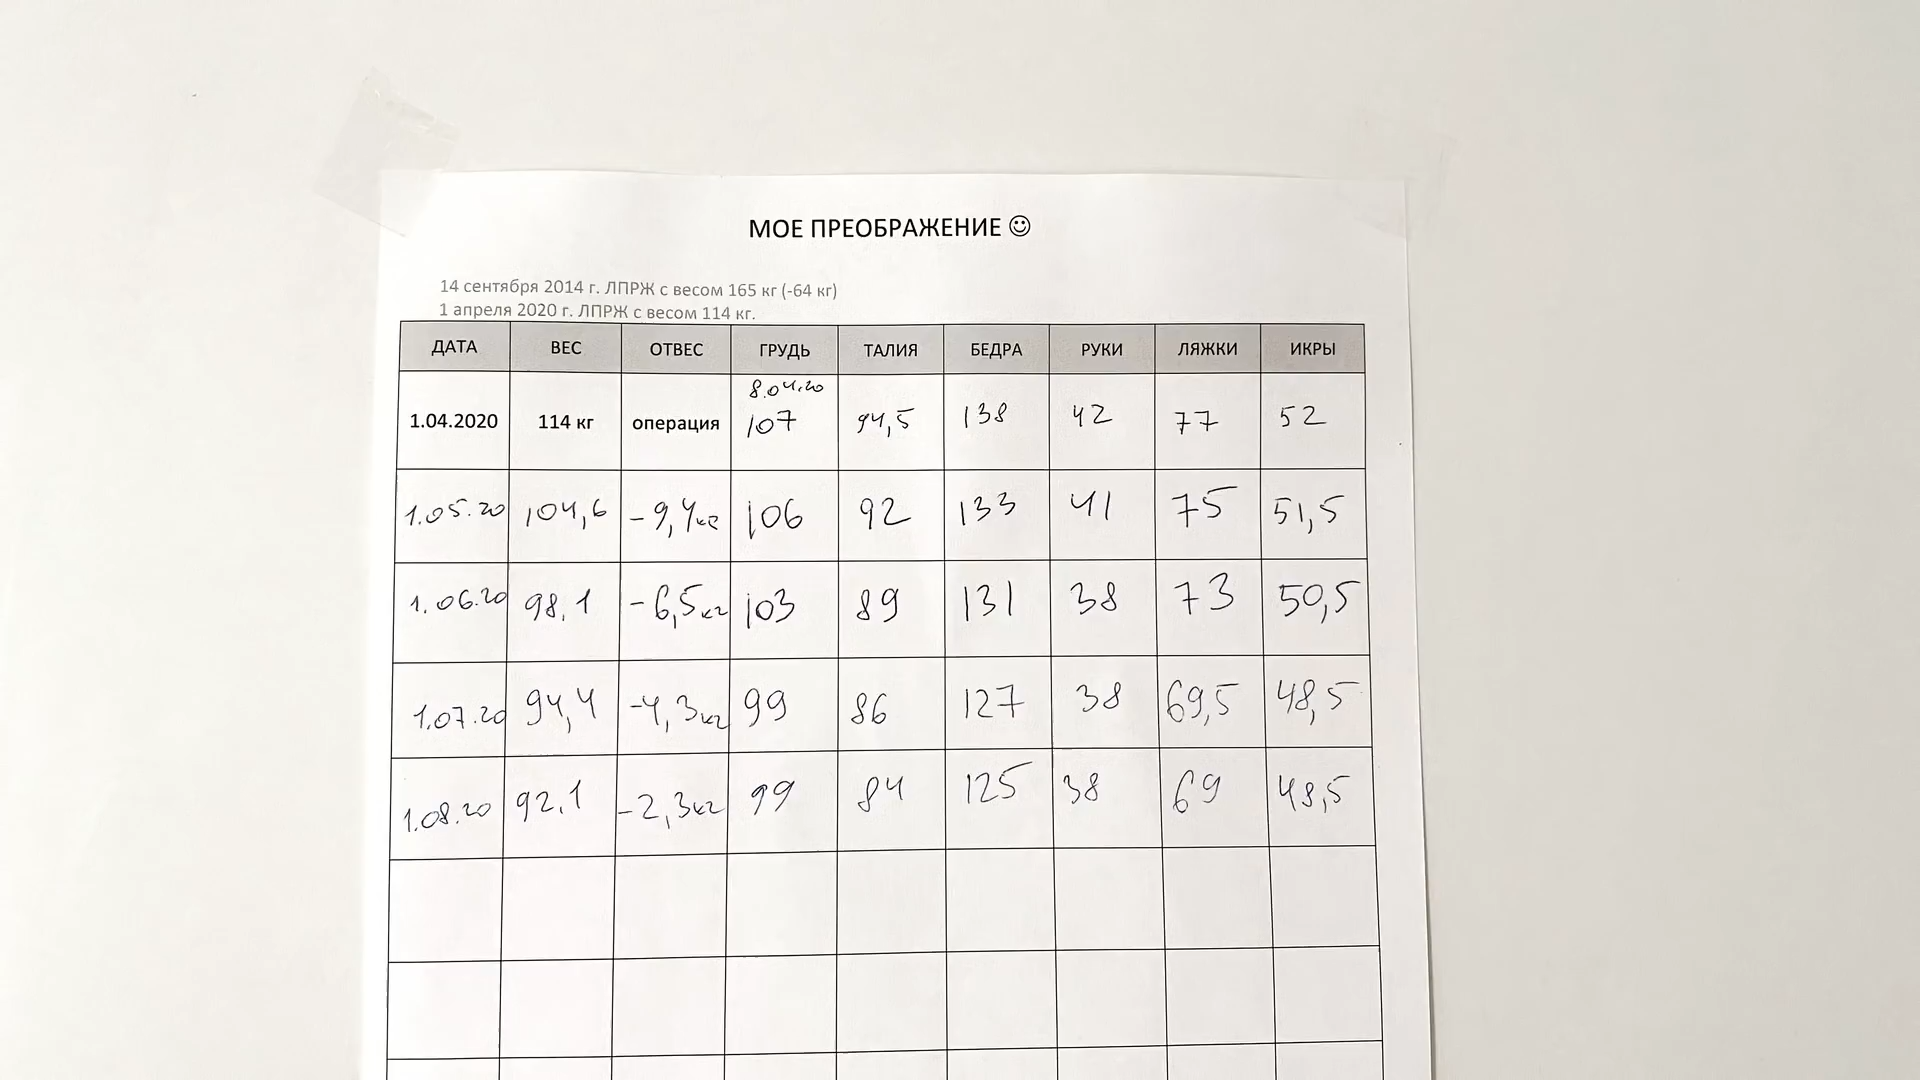 МОЕ ПРЕОБРАЖЕНИЕ ☺
14 сентября 2014 г. ЛПРЖ с весом 165 кг (-64 кг)
1 апреля 2020 г. ЛПРЖ с весом 114 кг.
ДАТА ВЕС ОТВЕС ГРУДЬ ТАЛИЯ БЕДРА РУКИ ЛЯЖКИ ИКРЫ
8.04.20
1.04.2020 114 кг операция 107 94,5 138 42 77 52
1.05.20 104,6 -9,4кг 106 92 133 41 75 51,5
1.06.20 98,1 -6,5кг 103 89 131 38 73 50,5
1.07.20 94,4 -4,3кг 99 86 127 38 69,5 48,5
1.08.20 92,1 -2,3кг 99 84 125 38 69 48,5